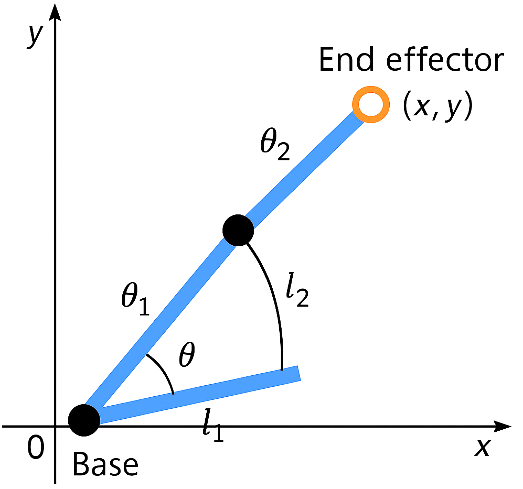 y
End effector
(x, y)
θ2
θ1
l2
θ
l1
0
x
Base